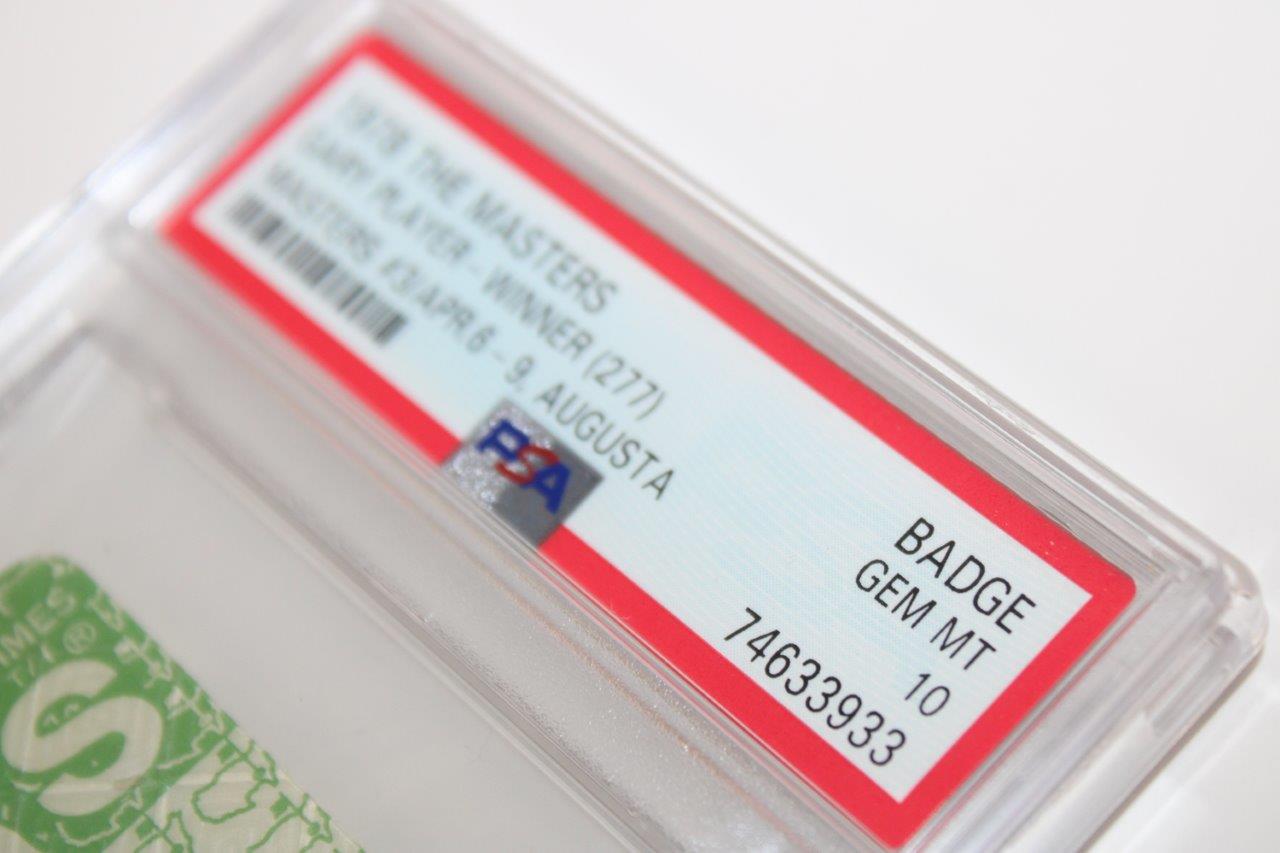 1978 THE MASTERS
GARY PLAYER - WINNER (277)
MASTERS #3/APR 6 - 9, AUGUSTA
BADGE
GEM MT
10
74633933
PSA
IMES
®
S